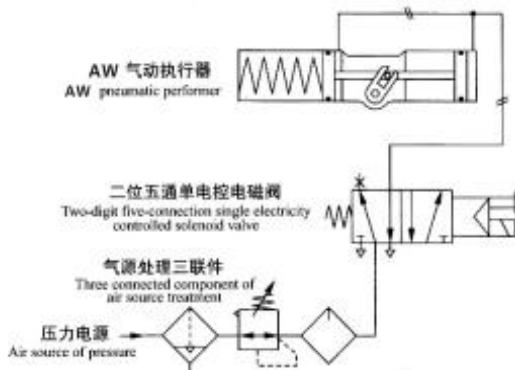 AW 气动执行器
AW pneumatic performer
二位五通单电控电磁阀
Two-digit five-connection single electricity
controlled solenoid valve
气源处理三联件
Three connected component of
air source treatment
压力电源
Air source of pressure